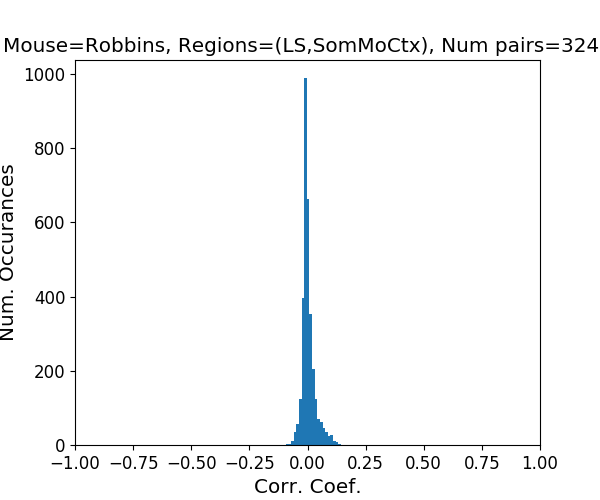 Mouse=Robbins, Regions=(LS,SomMoCtx), Num pairs=324
1000
800
600
400
200
0
Num. Occurances
−1.00 −0.75 −0.50 −0.25 0.00 0.25 0.50 0.75 1.00
Corr. Coef.